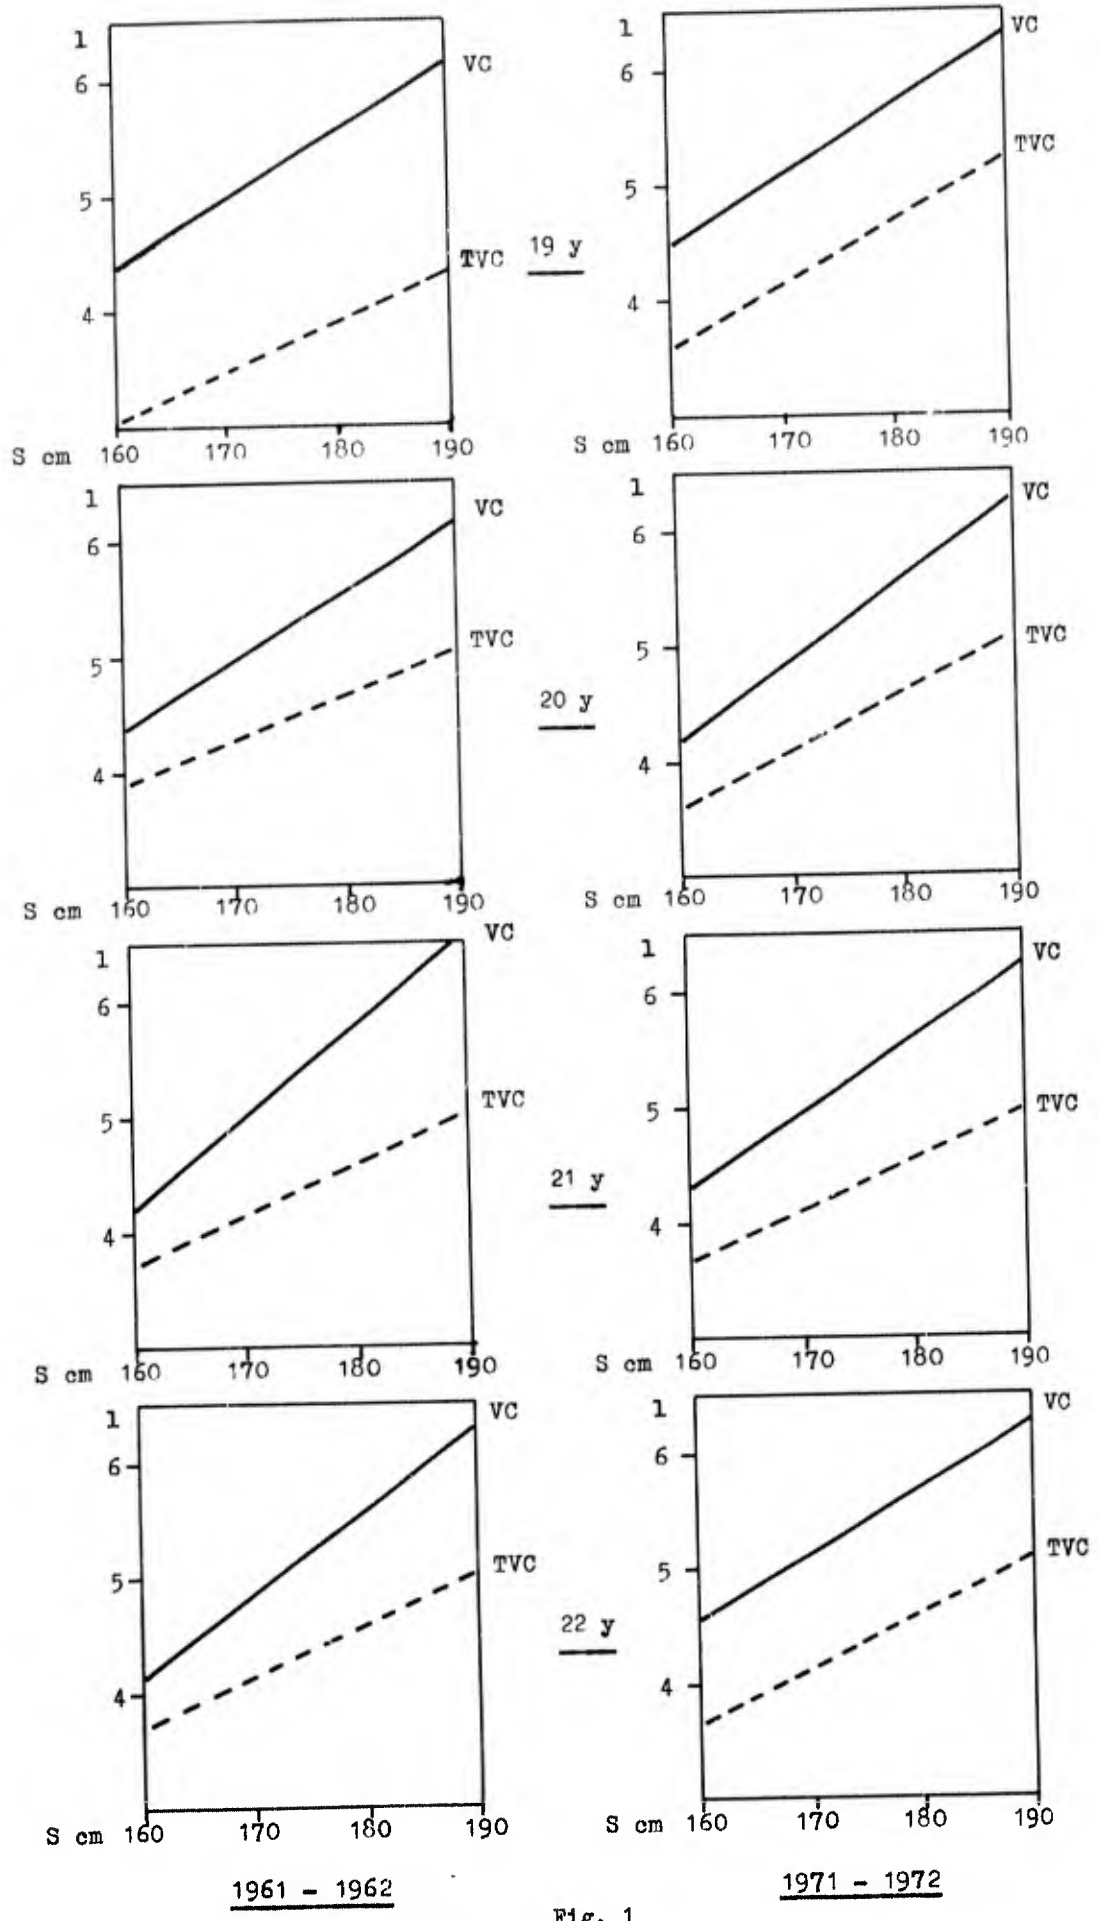 1 1
6 VC 6 VC
5 5 TVC
TVC 19 y
4 4
S cm 160 170 180 190 S cm 160 170 180 190
1 VC 1 VC
6 6
5 TVC 5 TVC
20 y
4 4
S cm 160 170 180 190 S cm 160 170 180 190
1 VC 1 VC
6 6
5 TVC 5 TVC
21 y
4 4
S cm 160 170 180 190 S cm 160 170 180 190
1 VC 1 VC
6 6
5 TVC 5 TVC
22 y
4 4
S cm 160 170 180 190 S cm 160 170 180 190
1961 - 1962 1971 - 1972
Fig. 1